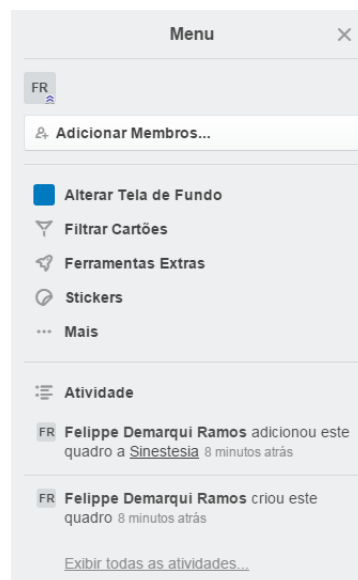 Menu
FR
Adicionar Membros...
Alterar Tela de Fundo
Filtrar Cartões
Ferramentas Extras
Stickers
Mais
Atividade
FR Felippe Demarqui Ramos adicionou este
quadro a Sinestesia 8 minutos atrás
FR Felippe Demarqui Ramos criou este
quadro 8 minutos atrás
Exibir todas as atividades...